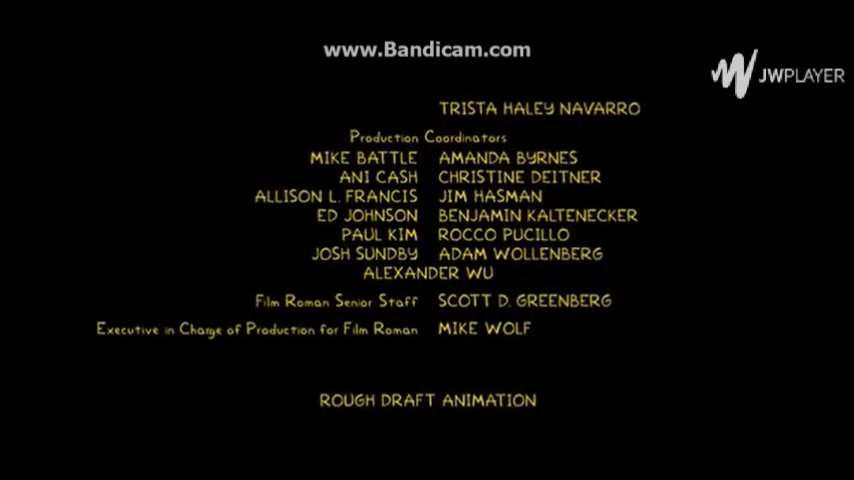 www.Bandicam.com
JWPLAYER
TRISTA HALEY NAVARRO
Production Coordinators
MIKE BATTLE AMANDA BYRNES
ANI CASH CHRISTINE DEITNER
ALLISON L. FRANCIS JIM HASMAN
ED JOHNSON BENJAMIN KALTENECKER
PAUL KIM ROCCO PUCILLO
JOSH SUNDBY ADAM WOLLENBERG
ALEXANDER WU
Film Roman Senior Staff SCOTT D. GREENBERG
Executive in Charge of Production for Film Roman MIKE WOLF
ROUGH DRAFT ANIMATION